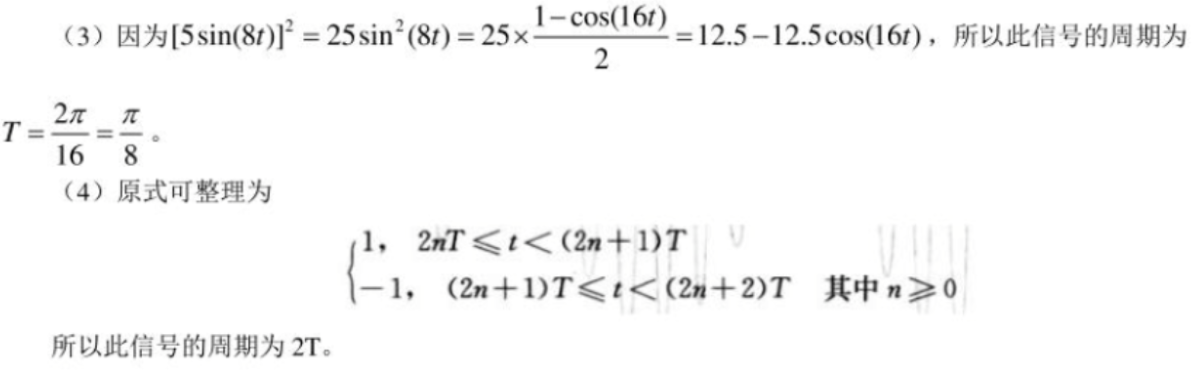 （3）因为[5sin(8t)]² = 25sin²(8t) = 25×\frac{1−cos(16t)}{2} = 12.5−12.5cos(16t)，所以此信号的周期为
T = \frac{2π}{16} = \frac{π}{8}。
（4）原式可整理为
{1， 2nT⩽t＜(2n+1)T
{−1， (2n+1)T⩽t＜(2n+2)T 其中 n⩾0
所以此信号的周期为 2T。